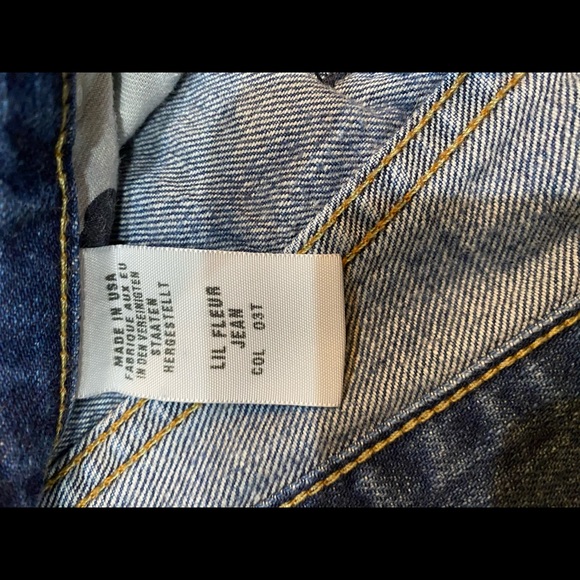 MADE IN USA
FABRIQUE AUX EU
IN DEN VEREINIGTEN
STAATEN
HERGESTELLT
LIL FLEUR
JEAN
COL 03T